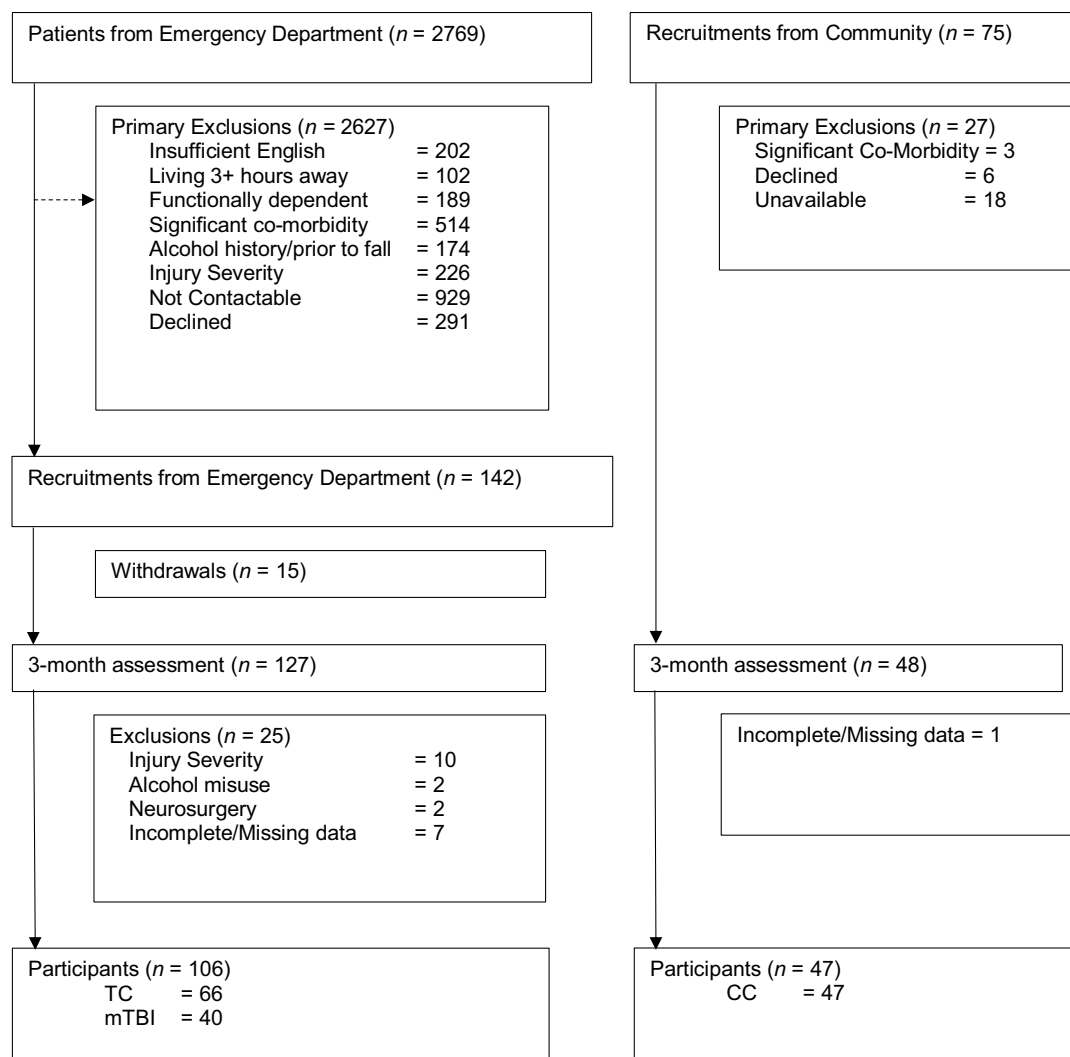 Patients from Emergency Department (n = 2769)
Primary Exclusions (n = 2627)
Insufficient English = 202
Living 3+ hours away = 102
Functionally dependent = 189
Significant co-morbidity = 514
Alcohol history/prior to fall = 174
Injury Severity = 226
Not Contactable = 929
Declined = 291
Recruitments from Emergency Department (n = 142)
Withdrawals (n = 15)
3-month assessment (n = 127)
Exclusions (n = 25)
Injury Severity = 10
Alcohol misuse = 2
Neurosurgery = 2
Incomplete/Missing data = 7
Participants (n = 106)
TC = 66
mTBI = 40
Recruitments from Community (n = 75)
Primary Exclusions (n = 27)
Significant Co-Morbidity = 3
Declined = 6
Unavailable = 18
3-month assessment (n = 48)
Incomplete/Missing data = 1
Participants (n = 47)
CC = 47